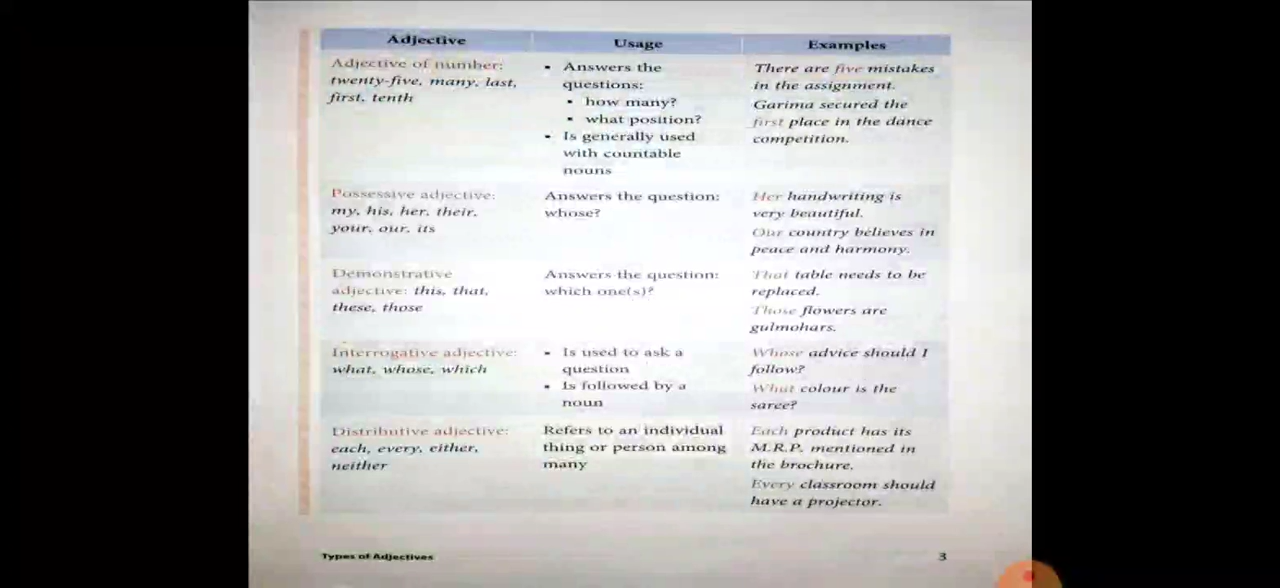 Adjective
Usage
Examples
Adjective of number:
twenty-five, many, last,
first, tenth
• Answers the
questions:
• how many?
• what position?
• Is generally used
with countable
nouns
There are five mistakes
in the assignment.
Garima secured the
first place in the dance
competition.
Possessive adjective:
my, his, her, their,
your, our, its
Answers the question:
whose?
Her handwriting is
very beautiful.
Our country believes in
peace and harmony.
Demonstrative
adjective: this, that,
these, those
Answers the question:
which one(s)?
That table needs to be
replaced.
Those flowers are
gulmohars.
Interrogative adjective:
what, whose, which
• Is used to ask a
question
• Is followed by a
noun
Whose advice should I
follow?
What colour is the
saree?
Distributive adjective:
each, every, either,
neither
Refers to an individual
thing or person among
many
Each product has its
M.R.P. mentioned in
the brochure.
Every classroom should
have a projector.
Types of Adjectives
3